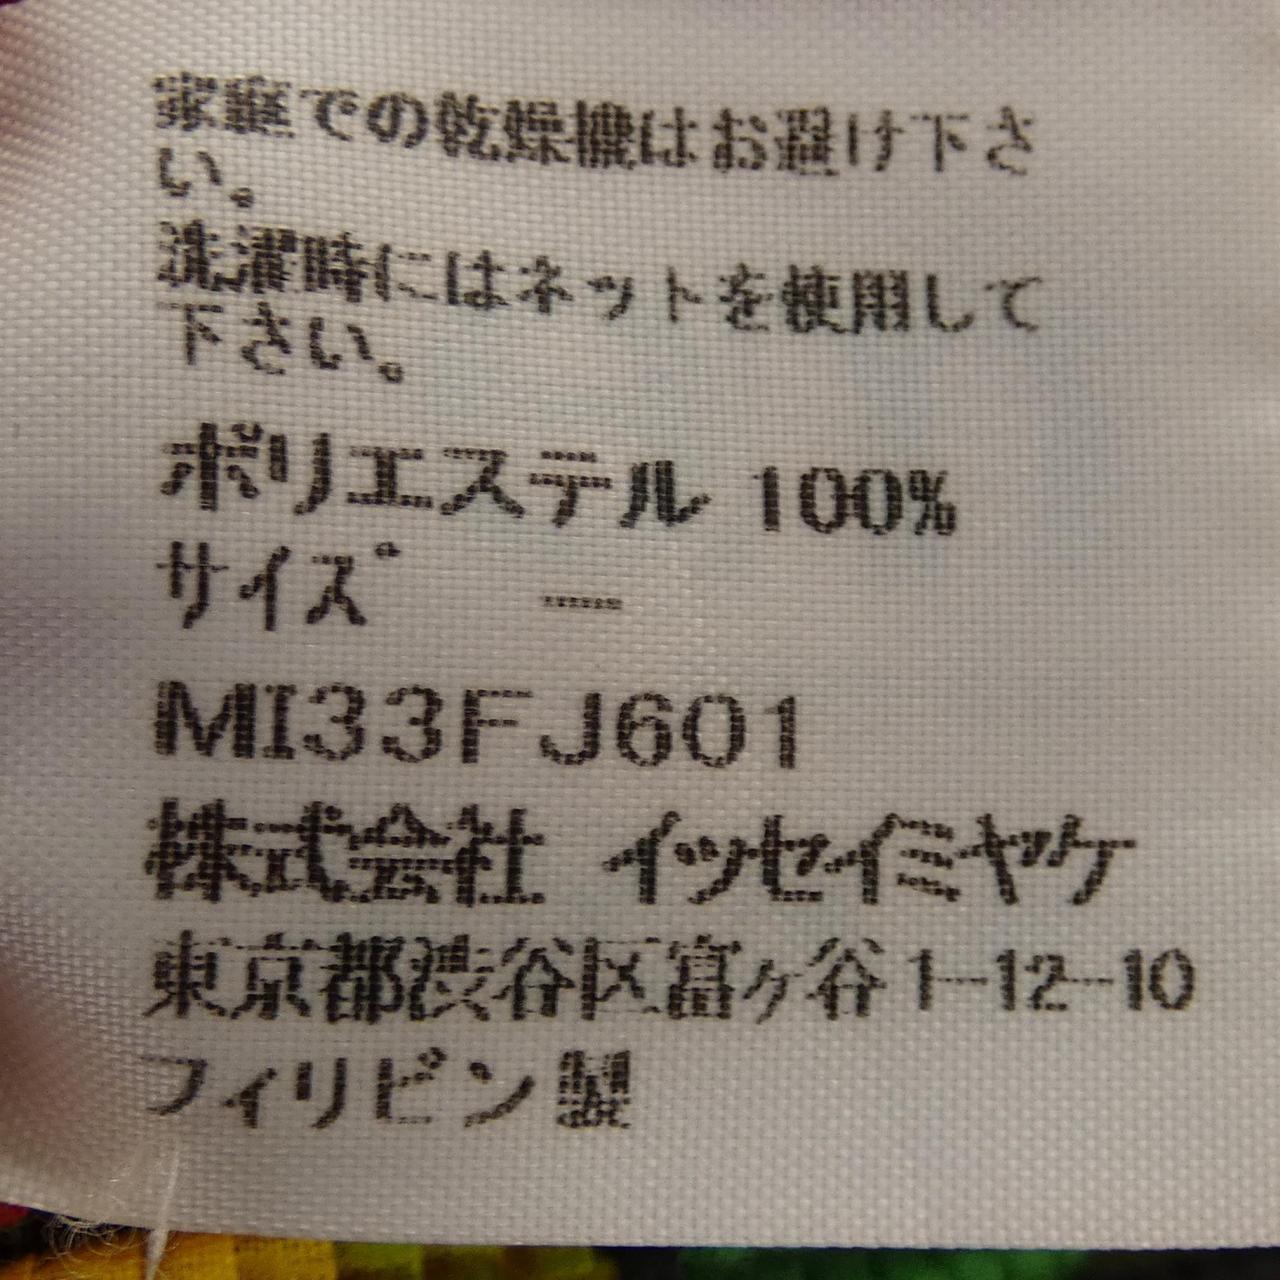 家庭での乾燥機はお避け下さ
い。
洗濯時にはネットを使用して
下さい。
ポリエステル 100%
サイズ ー
MI33FJ601
株式会社 イッセイミヤケ
東京都渋谷区富ヶ谷1-12-10
フィリピン製